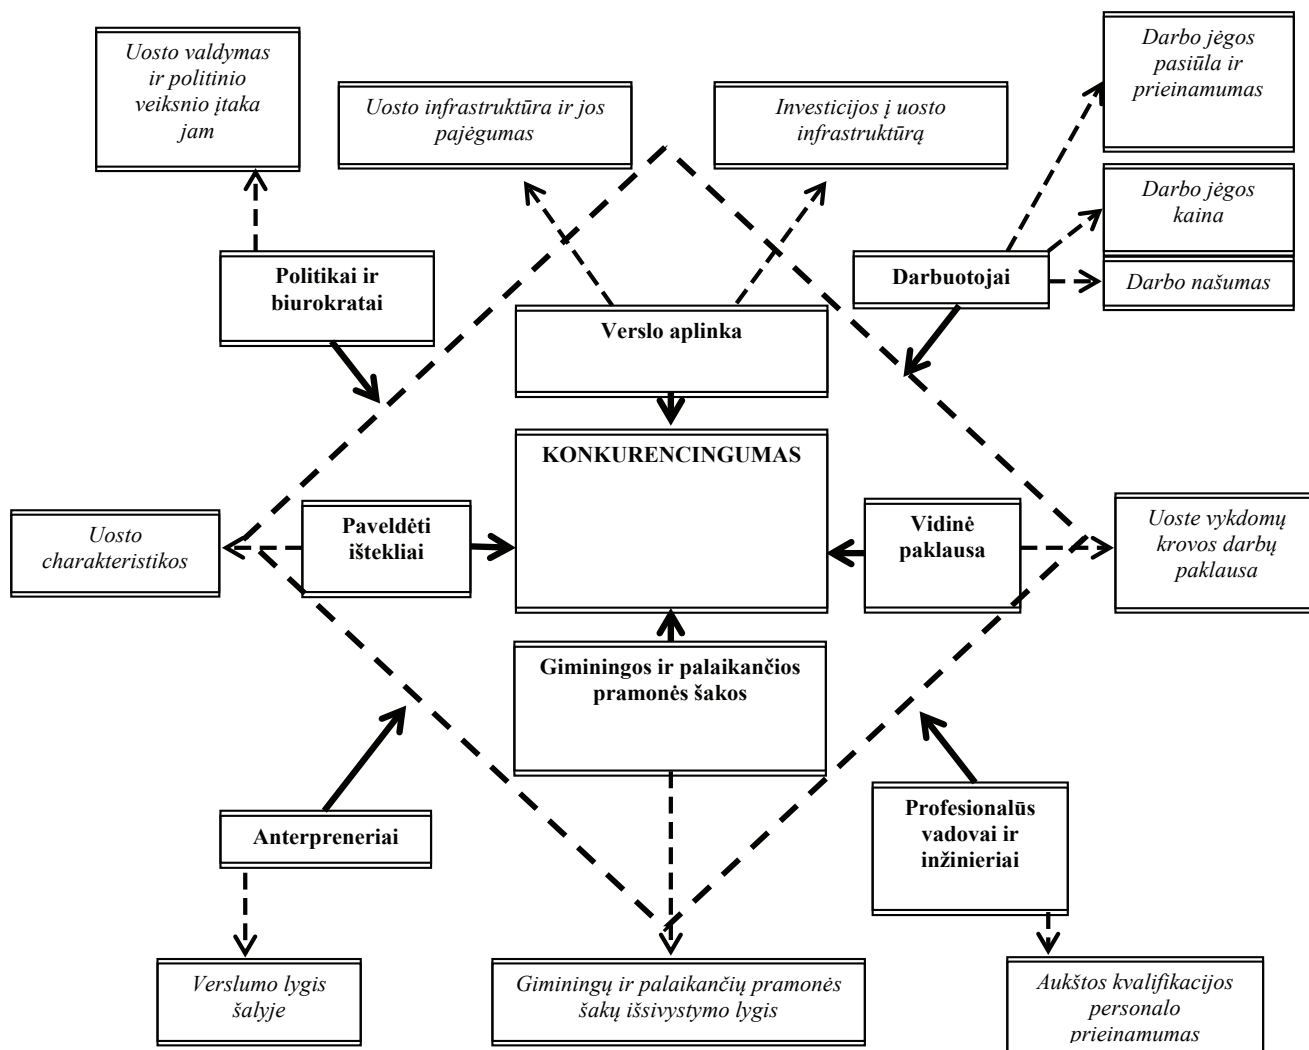 Uosto valdymas
ir politinio
veiksnio įtaka
jam
Uosto infrastruktūra ir jos
pajėgumas
Investicijos į uosto
infrastruktūrą
Darbo jėgos
pasiūla ir
prieinamumas
Darbo jėgos
kaina
Darbo našumas
Politikai ir
biurokratai
Verslo aplinka
Darbuotojai
KONKURENCINGUMAS
Uosto
charakteristikos
Paveldėti
ištekliai
Vidinė
paklausa
Uoste vykdomų
krovos darbų
paklausa
Giminingos ir palaikančios
pramonės šakos
Anterpreneriai
Profesionalūs
vadovai ir
inžinieriai
Verslumo lygis
šalyje
Giminingų ir palaikančių pramonės
šakų išsivystymo lygis
Aukštos kvalifikacijos
personalo
prieinamumas